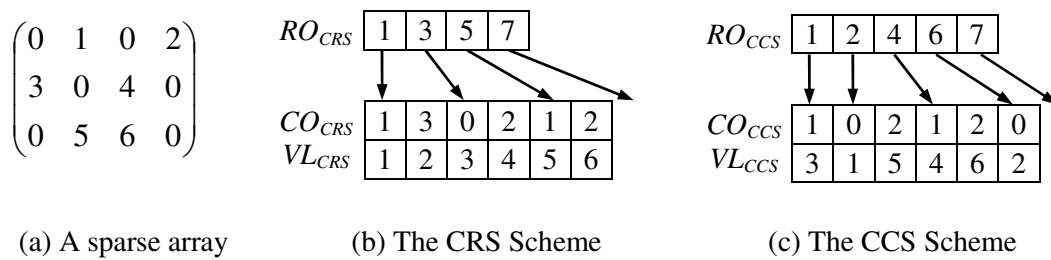 0 1 0 2
3 0 4 0
0 5 6 0
(a) A sparse array
RO_CRS 1 3 5 7
CO_CRS 1 3 0 2 1 2
VL_CRS 1 2 3 4 5 6
(b) The CRS Scheme
RO_CCS 1 2 4 6 7
CO_CCS 1 0 2 1 2 0
VL_CCS 3 1 5 4 6 2
(c) The CCS Scheme